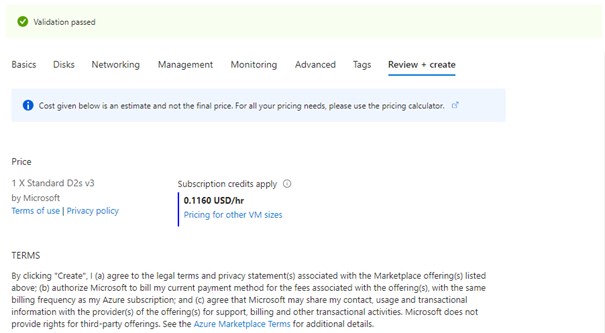 Validation passed
Basics Disks Networking Management Monitoring Advanced Tags Review + create
Cost given below is an estimate and not the final price. For all your pricing needs, please use the pricing calculator.
Price
1 X Standard D2s v3
by Microsoft
Terms of use | Privacy policy
Subscription credits apply
0.1160 USD/hr
Pricing for other VM sizes
TERMS
By clicking "Create", I (a) agree to the legal terms and privacy statement(s) associated with the Marketplace offering(s) listed
above; (b) authorize Microsoft to bill my current payment method for the fees associated with the offering(s), with the same
billing frequency as my Azure subscription; and (c) agree that Microsoft may share my contact, usage and transactional
information with the provider(s) of the offering(s) for support, billing and other transactional activities. Microsoft does not
provide rights for third-party offerings. See the Azure Marketplace Terms for additional details.